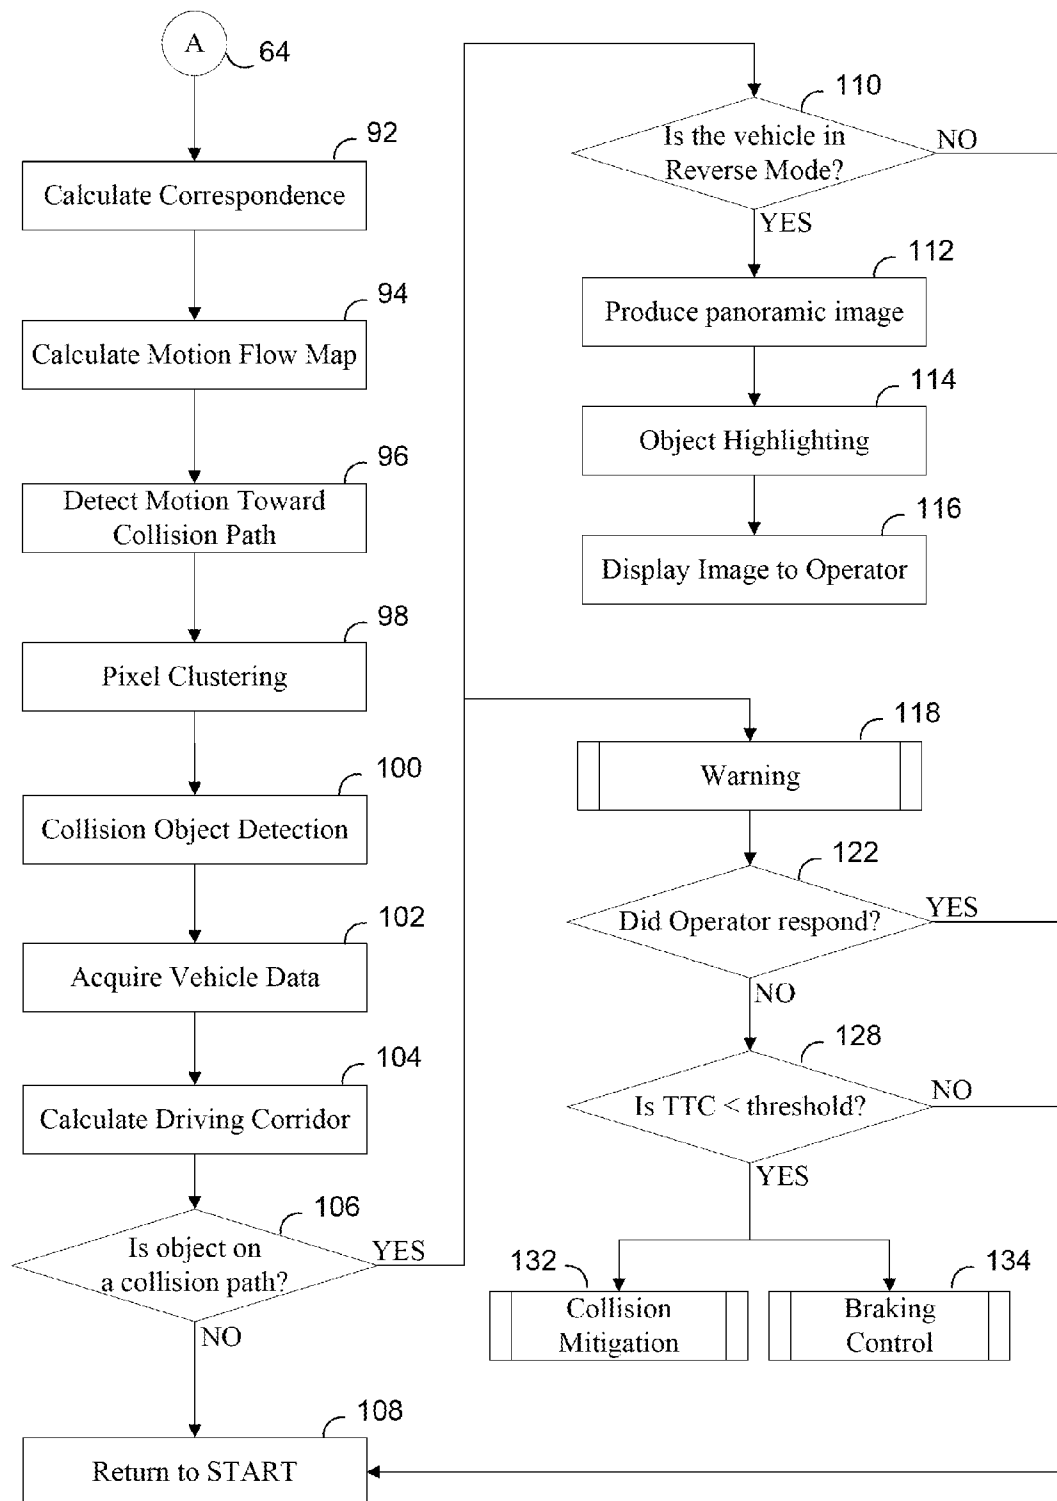 A
64
92
Calculate Correspondence
94
Calculate Motion Flow Map
96
Detect Motion Toward
Collision Path
98
Pixel Clustering
100
Collision Object Detection
102
Acquire Vehicle Data
104
Calculate Driving Corridor
106
Is object on
a collision path?
YES
NO
108
Return to START
110
Is the vehicle in
Reverse Mode?
NO
YES
112
Produce panoramic image
114
Object Highlighting
116
Display Image to Operator
118
Warning
122
Did Operator respond?
YES
NO
128
Is TTC < threshold?
NO
YES
132
Collision
Mitigation
134
Braking
Control